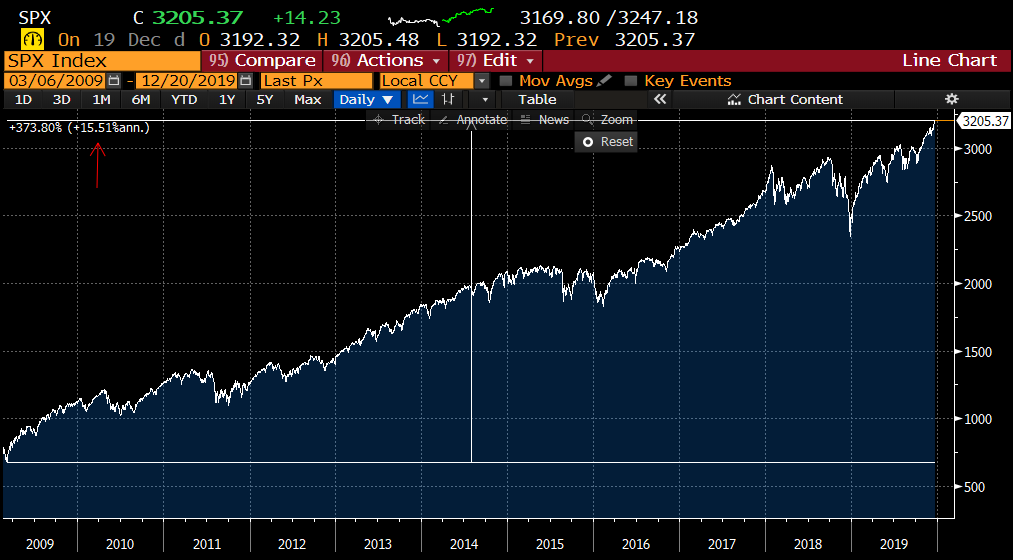 SPX C 3205.37 +14.23 3169.80 /3247.18
On 19 Dec d O 3192.32 H 3205.48 L 3192.32 Prev 3205.37
SPX Index 95) Compare 96) Actions 97) Edit Line Chart
03/06/2009 - 12/20/2019 Last Px Local CCY Mov Avgs Key Events
1D 3D 1M 6M YTD 1Y 5Y Max Daily Table Chart Content
+373.80% (+15.51%ann.) Track Annotate News Zoom 3205.37
Reset
3000
2500
2000
1500
1000
500
2009 2010 2011 2012 2013 2014 2015 2016 2017 2018 2019